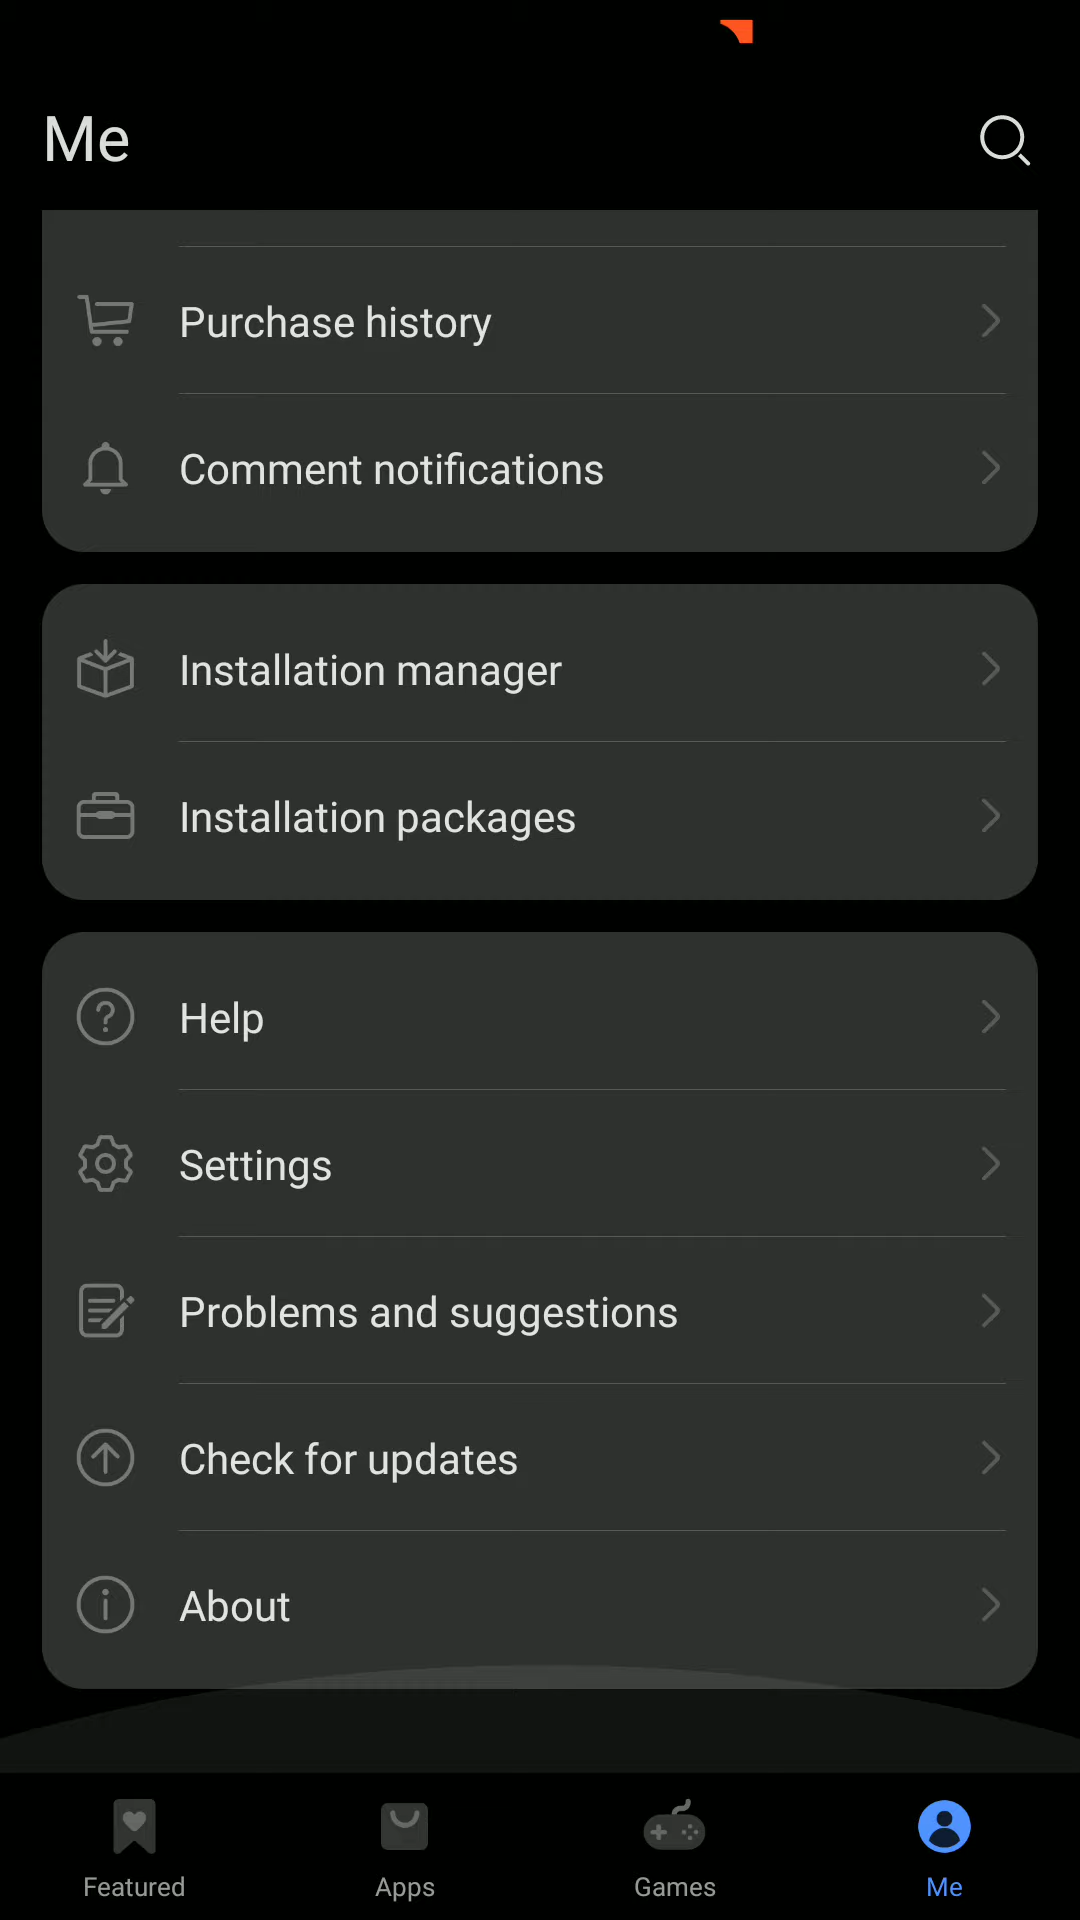 Me
Purchase history
Comment notifications
Installation manager
Installation packages
Help
Settings
Problems and suggestions
Check for updates
About
Featured
Apps
Games
Me